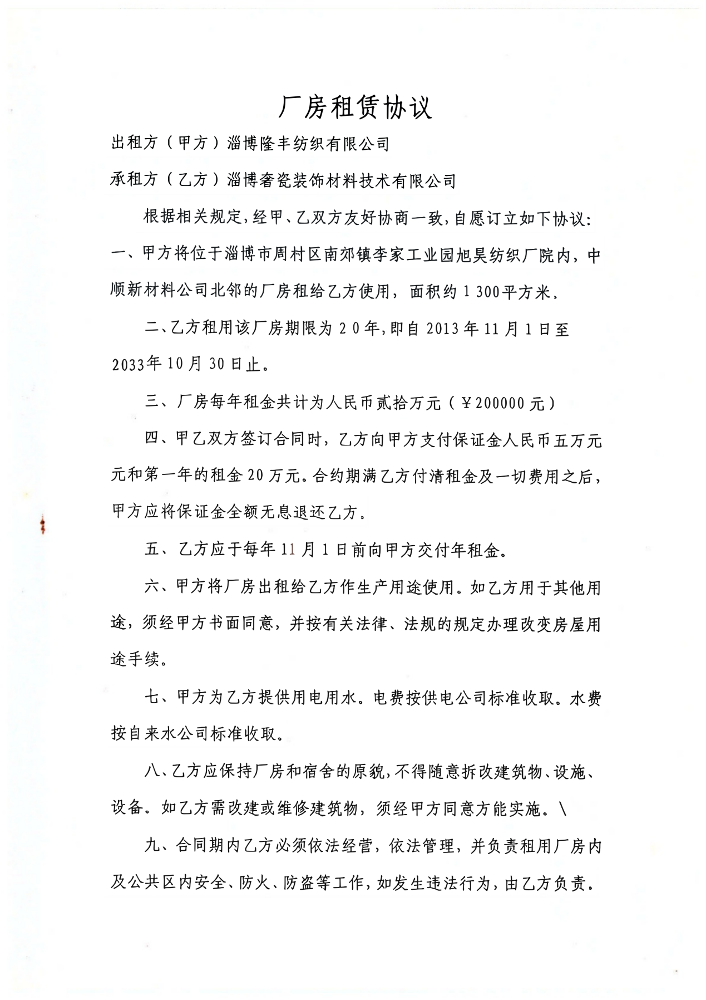 厂房租赁协议
出租方（甲方）淄博隆丰纺织有限公司
承租方（乙方）淄博奢瓷装饰材料技术有限公司
根据相关规定,经甲、乙双方友好协商一致,自愿订立如下协议:
一、甲方将位于淄博市周村区南郊镇李家工业园旭昊纺织厂院内，中
顺新材料公司北邻的厂房租给乙方使用，面积约1300平方米.
二、乙方租用该厂房期限为20年,即自2013年11月1日至
2033年10月30日止。
三、厂房每年租金共计为人民币贰拾万元（￥200000元）
四、甲乙双方签订合同时，乙方向甲方支付保证金人民币五万元
元和第一年的租金20万元。合约期满乙方付清租金及一切费用之后，
甲方应将保证金全额无息退还乙方.
五、乙方应于每年11月1日前向甲方交付年租金。
六、甲方将厂房出租给乙方作生产用途使用。如乙方用于其他用
途，须经甲方书面同意，并按有关法律、法规的规定办理改变房屋用
途手续。
七、甲方为乙方提供用电用水。电费按供电公司标准收取。水费
按自来水公司标准收取。
八、乙方应保持厂房和宿舍的原貌,不得随意拆改建筑物、设施、
设备。如乙方需改建或维修建筑物，须经甲方同意方能实施。\
九、合同期内乙方必须依法经营，依法管理，并负责租用厂房内
及公共区内安全、防火、防盗等工作，如发生违法行为，由乙方负责。